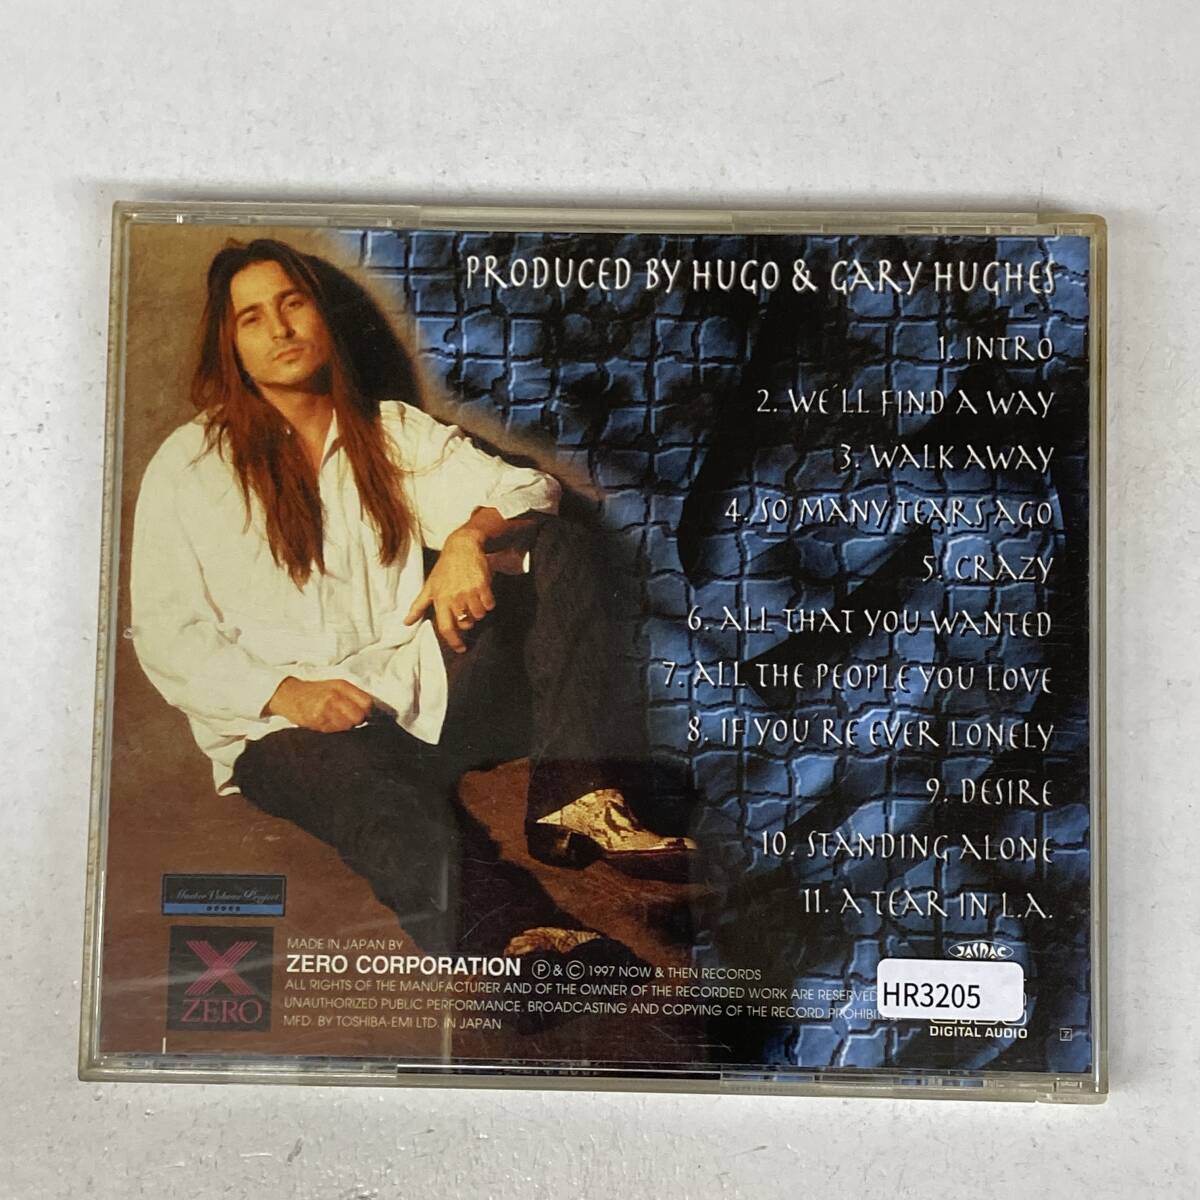 PRODUCED BY HUGO & GARY HUGHES
1. INTRO
2. WE'LL FIND A WAY
3. WALK AWAY
4. SO MANY TEARS AGO
5. CRAZY
6. ALL THAT YOU WANTED
7. ALL THE PEOPLE YOU LOVE
8. IF YOU'RE EVER LONELY
9. DESIRE
10. STANDING ALONE
11. A TEAR IN L.A.
ZERO
MADE IN JAPAN BY
ZERO CORPORATION Ⓟ & © 1997 NOW & THEN RECORDS
ALL RIGHTS OF THE MANUFACTURER AND OF THE OWNER OF THE RECORDED WORK ARE RESERVED
UNAUTHORIZED PUBLIC PERFORMANCE, BROADCASTING AND COPYING OF THE RECORD PROHIBITE
MFD. BY TOSHIBA-EMI LTD. IN JAPAN
JASRAC
HR3205
DIGITAL AUDIO
Z